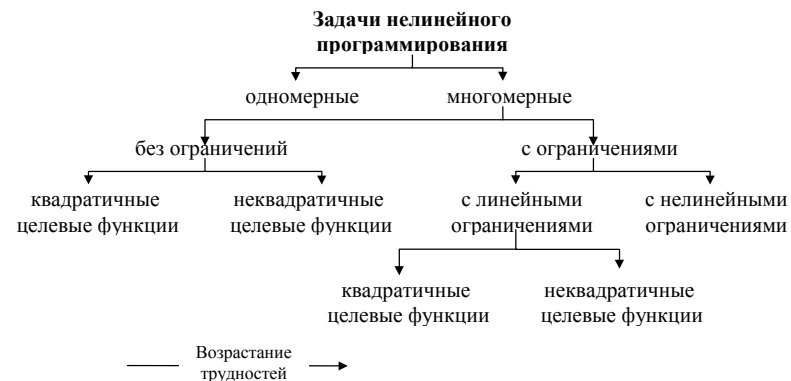 Задачи нелинейного
программирования
одномерные
многомерные
без ограничений
с ограничениями
квадратичные
целевые функции
неквадратичные
целевые функции
с линейными
ограничениями
с нелинейными
ограничениями
квадратичные
целевые функции
неквадратичные
целевые функции
Возрастание
трудностей